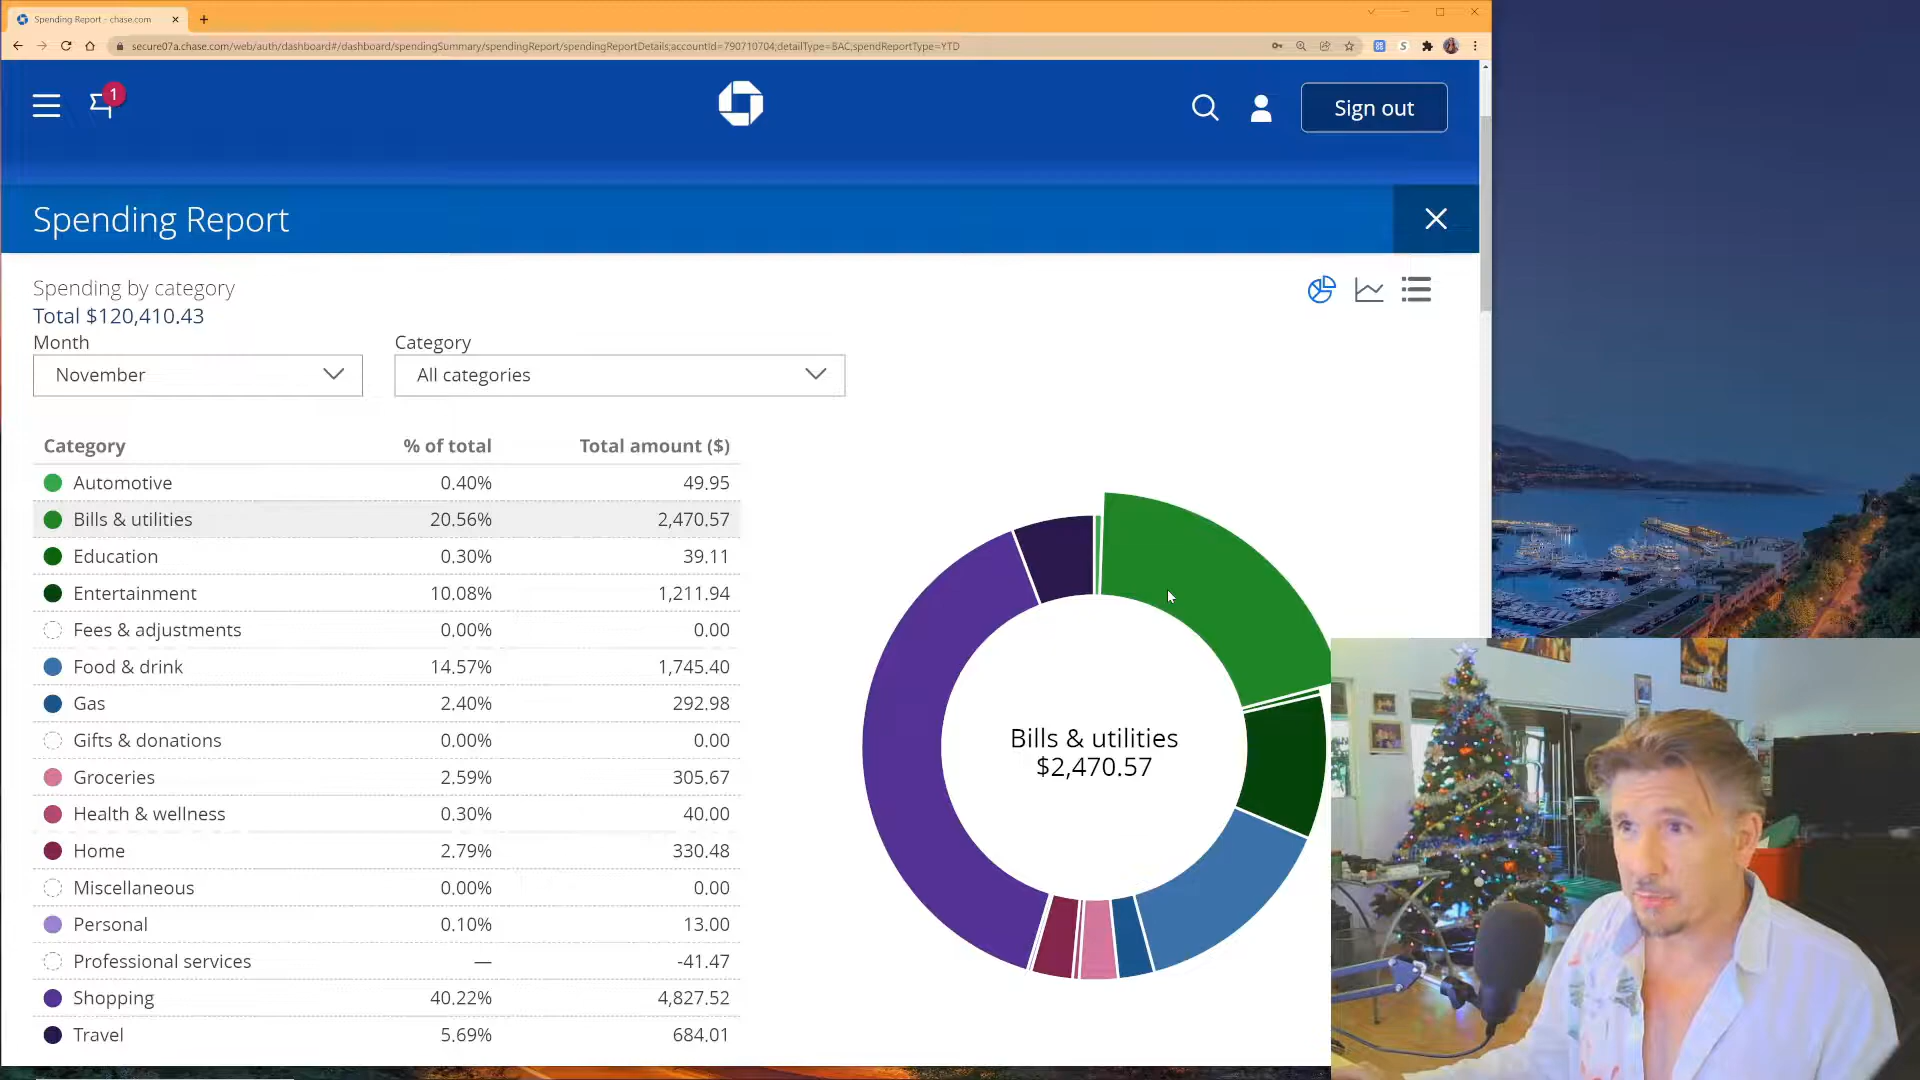 Spending Report - chase.com
secure07a.chase.com/web/auth/dashboard#/dashboard/spendingSummary/spendingReport/spendingReportDetails;accountId=790710704;detailType=BAC;spendReportType=YTD
1
Sign out
Spending Report
Spending by category
Total $120,410.43
Month
Category
November
All categories
Category % of total Total amount ($)
Automotive 0.40% 49.95
Bills & utilities 20.56% 2,470.57
Education 0.30% 39.11
Entertainment 10.08% 1,211.94
Fees & adjustments 0.00% 0.00
Food & drink 14.57% 1,745.40
Gas 2.40% 292.98
Gifts & donations 0.00% 0.00
Groceries 2.59% 305.67
Health & wellness 0.30% 40.00
Home 2.79% 330.48
Miscellaneous 0.00% 0.00
Personal 0.10% 13.00
Professional services — -41.47
Shopping 40.22% 4,827.52
Travel 5.69% 684.01
Bills & utilities
$2,470.57